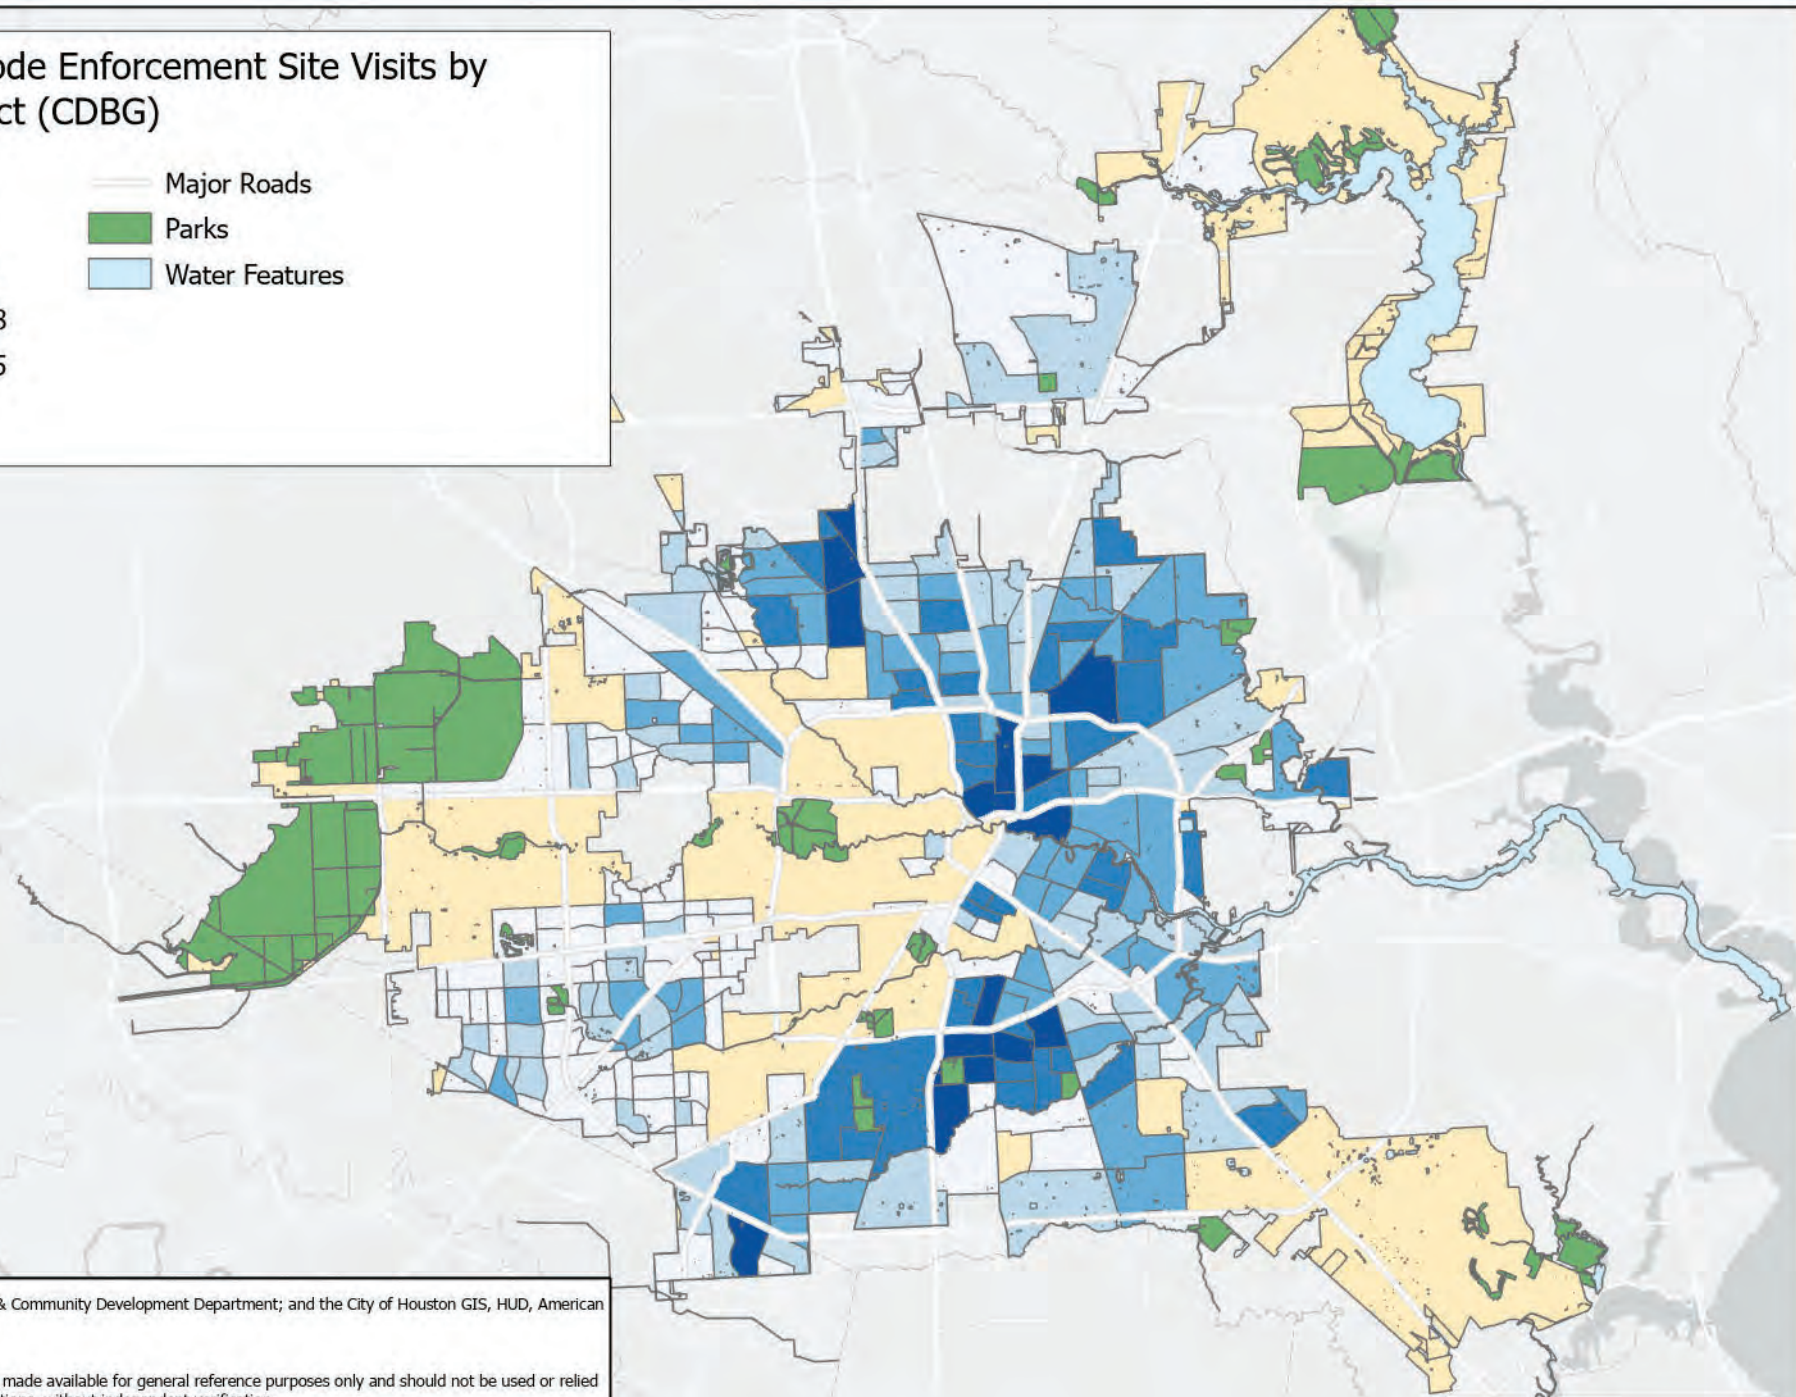 ode Enforcement Site Visits by
ct (CDBG)
Major Roads
Parks
Water Features
3
5
& Community Development Department; and the City of Houston GIS, HUD, American
made available for general reference purposes only and should not be used or relied